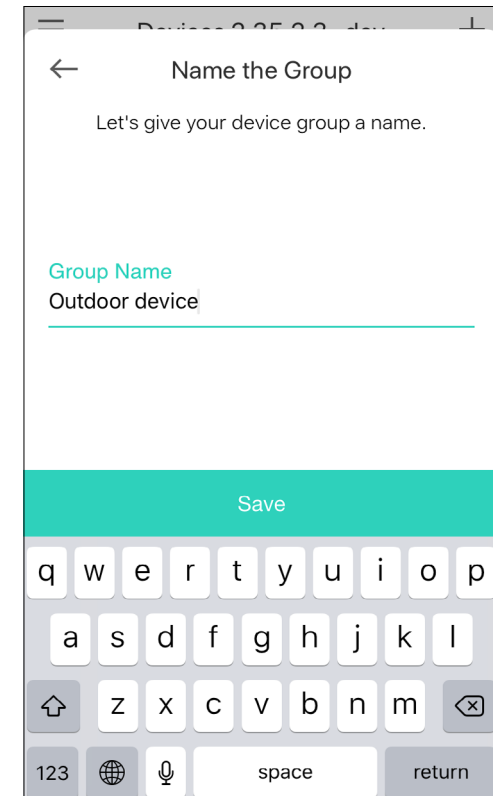 Name the Group
Let's give your device group a name.
Group Name
Outdoor device
Save
q w e r t y u i o p
a s d f g h j k l
z x c v b n m
123 space return